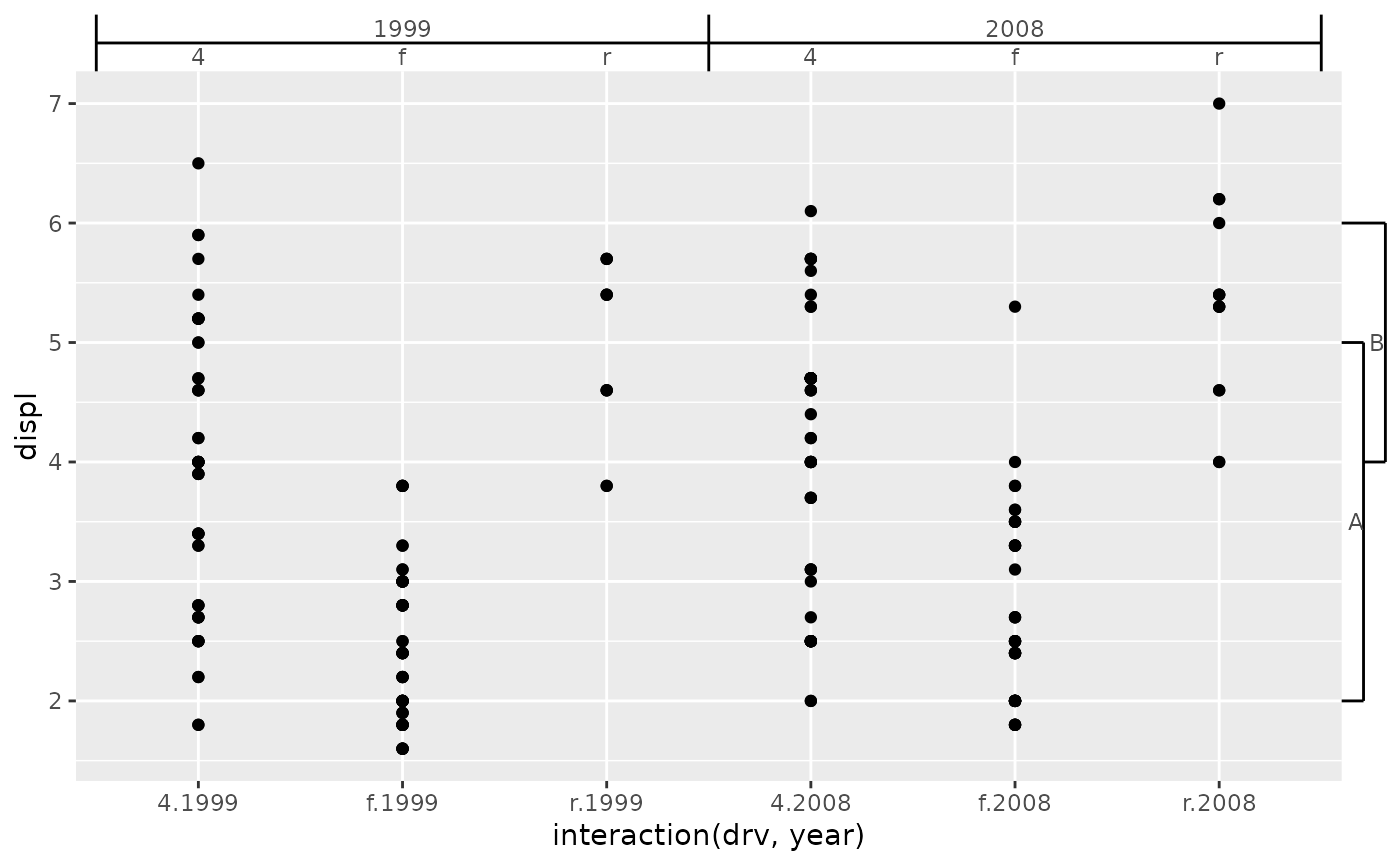 1999 2008
4 f r 4 f r
7
6
5 B
displ
4
A
3
2
4.1999 f.1999 r.1999 4.2008 f.2008 r.2008
interaction(drv, year)